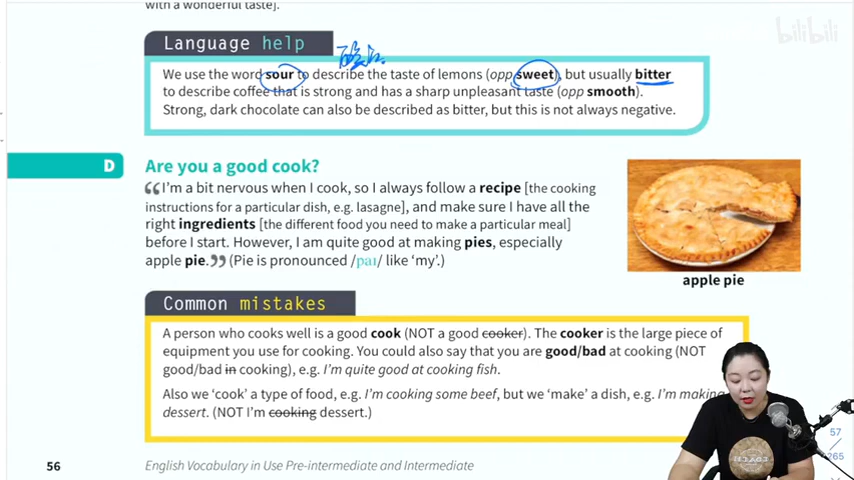 with a wonderful taste].
bilibili
Language help
We use the word sour to describe the taste of lemons (opp sweet), but usually bitter
to describe coffee that is strong and has a sharp unpleasant taste (opp smooth).
Strong, dark chocolate can also be described as bitter, but this is not always negative.
D
Are you a good cook?
“I’m a bit nervous when I cook, so I always follow a recipe [the cooking
instructions for a particular dish, e.g. lasagne], and make sure I have all the
right ingredients [the different food you need to make a particular meal]
before I start. However, I am quite good at making pies, especially
apple pie.” (Pie is pronounced /paɪ/ like ‘my’.)
apple pie
Common mistakes
A person who cooks well is a good cook (NOT a good cooker). The cooker is the large piece of
equipment you use for cooking. You could also say that you are good/bad at cooking (NOT
good/bad in cooking), e.g. I’m quite good at cooking fish.
Also we ‘cook’ a type of food, e.g. I’m cooking some beef, but we ‘make’ a dish, e.g. I’m making
dessert. (NOT I’m cooking dessert.)
57
265
56
English Vocabulary in Use Pre-intermediate and Intermediate